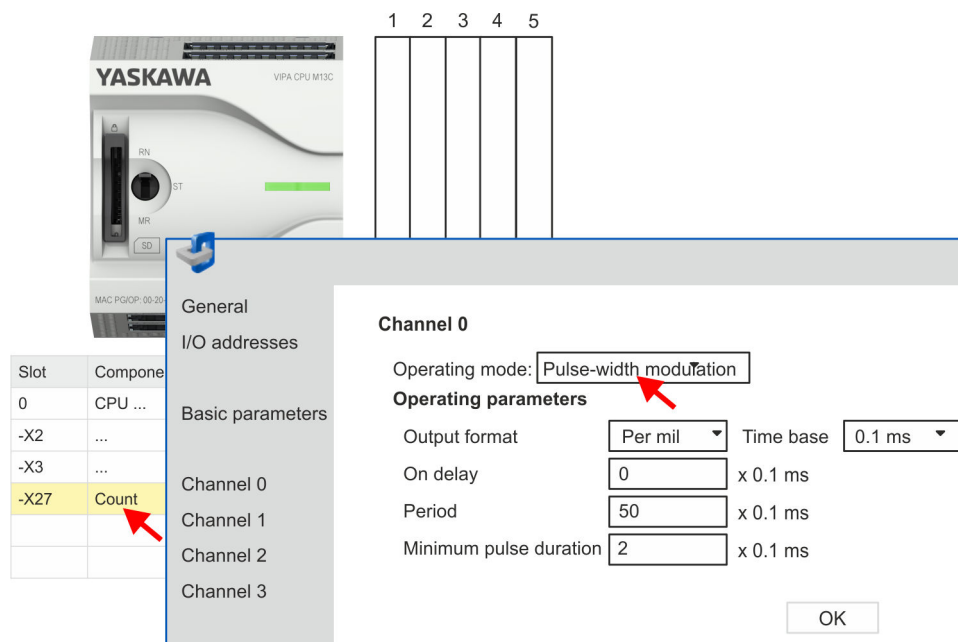 1 2 3 4 5
YASKAWA VIPA CPU M13C
RN
ST
MR
SD
MAC PG/OP: 00-20-
General
I/O addresses
Basic parameters
Channel 0
Channel 1
Channel 2
Channel 3
Channel 0
Operating mode: Pulse-width modulation
Operating parameters
Output format Per mil Time base 0.1 ms
On delay 0 x 0.1 ms
Period 50 x 0.1 ms
Minimum pulse duration 2 x 0.1 ms
OK
Slot Compone
0 CPU ...
-X2 ...
-X3 ...
-X27 Count